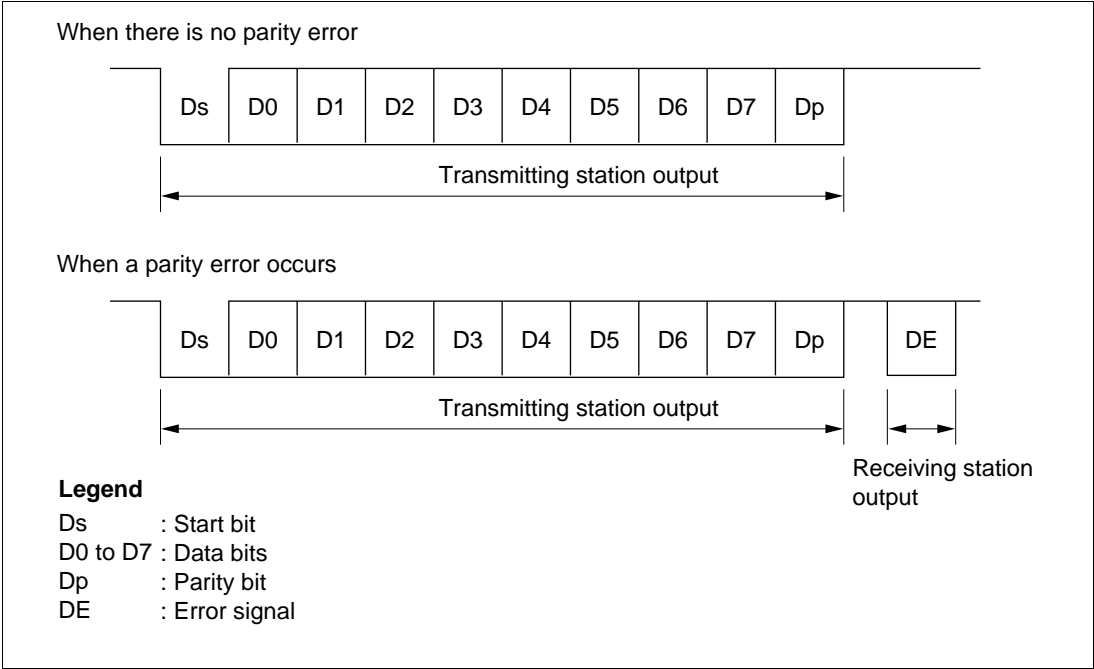 When there is no parity error
Ds D0 D1 D2 D3 D4 D5 D6 D7 Dp
Transmitting station output
When a parity error occurs
Ds D0 D1 D2 D3 D4 D5 D6 D7 Dp DE
Transmitting station output
Receiving station
output
Legend
Ds : Start bit
D0 to D7 : Data bits
Dp : Parity bit
DE : Error signal